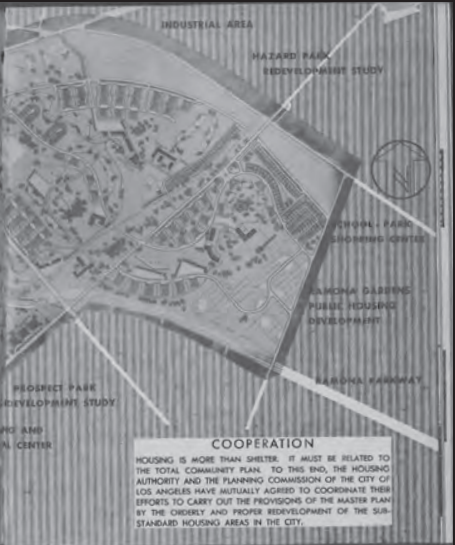 INDUSTRIAL AREA
HAZARD PARK
REDEVELOPMENT STUDY
N
SHOPPING CENTER
RAMONA GARDENS
PUBLIC HOUSING
DEVELOPMENT
RAMONA PARKWAY
PROSPECT PARK
DEVELOPMENT STUDY
AND
CENTER
COOPERATION
HOUSING IS MORE THAN SHELTER. IT MUST BE RELATED TO
THE TOTAL COMMUNITY PLAN. TO THIS END, THE HOUSING
AUTHORITY AND THE PLANNING COMMISSION OF THE CITY OF
LOS ANGELES HAVE MUTUALLY AGREED TO COORDINATE THEIR
EFFORTS TO CARRY OUT THE PROVISIONS OF THE MASTER PLAN
BY THE ORDERLY AND PROPER REDEVELOPMENT OF THE SUB-
STANDARD HOUSING AREAS IN THE CITY.